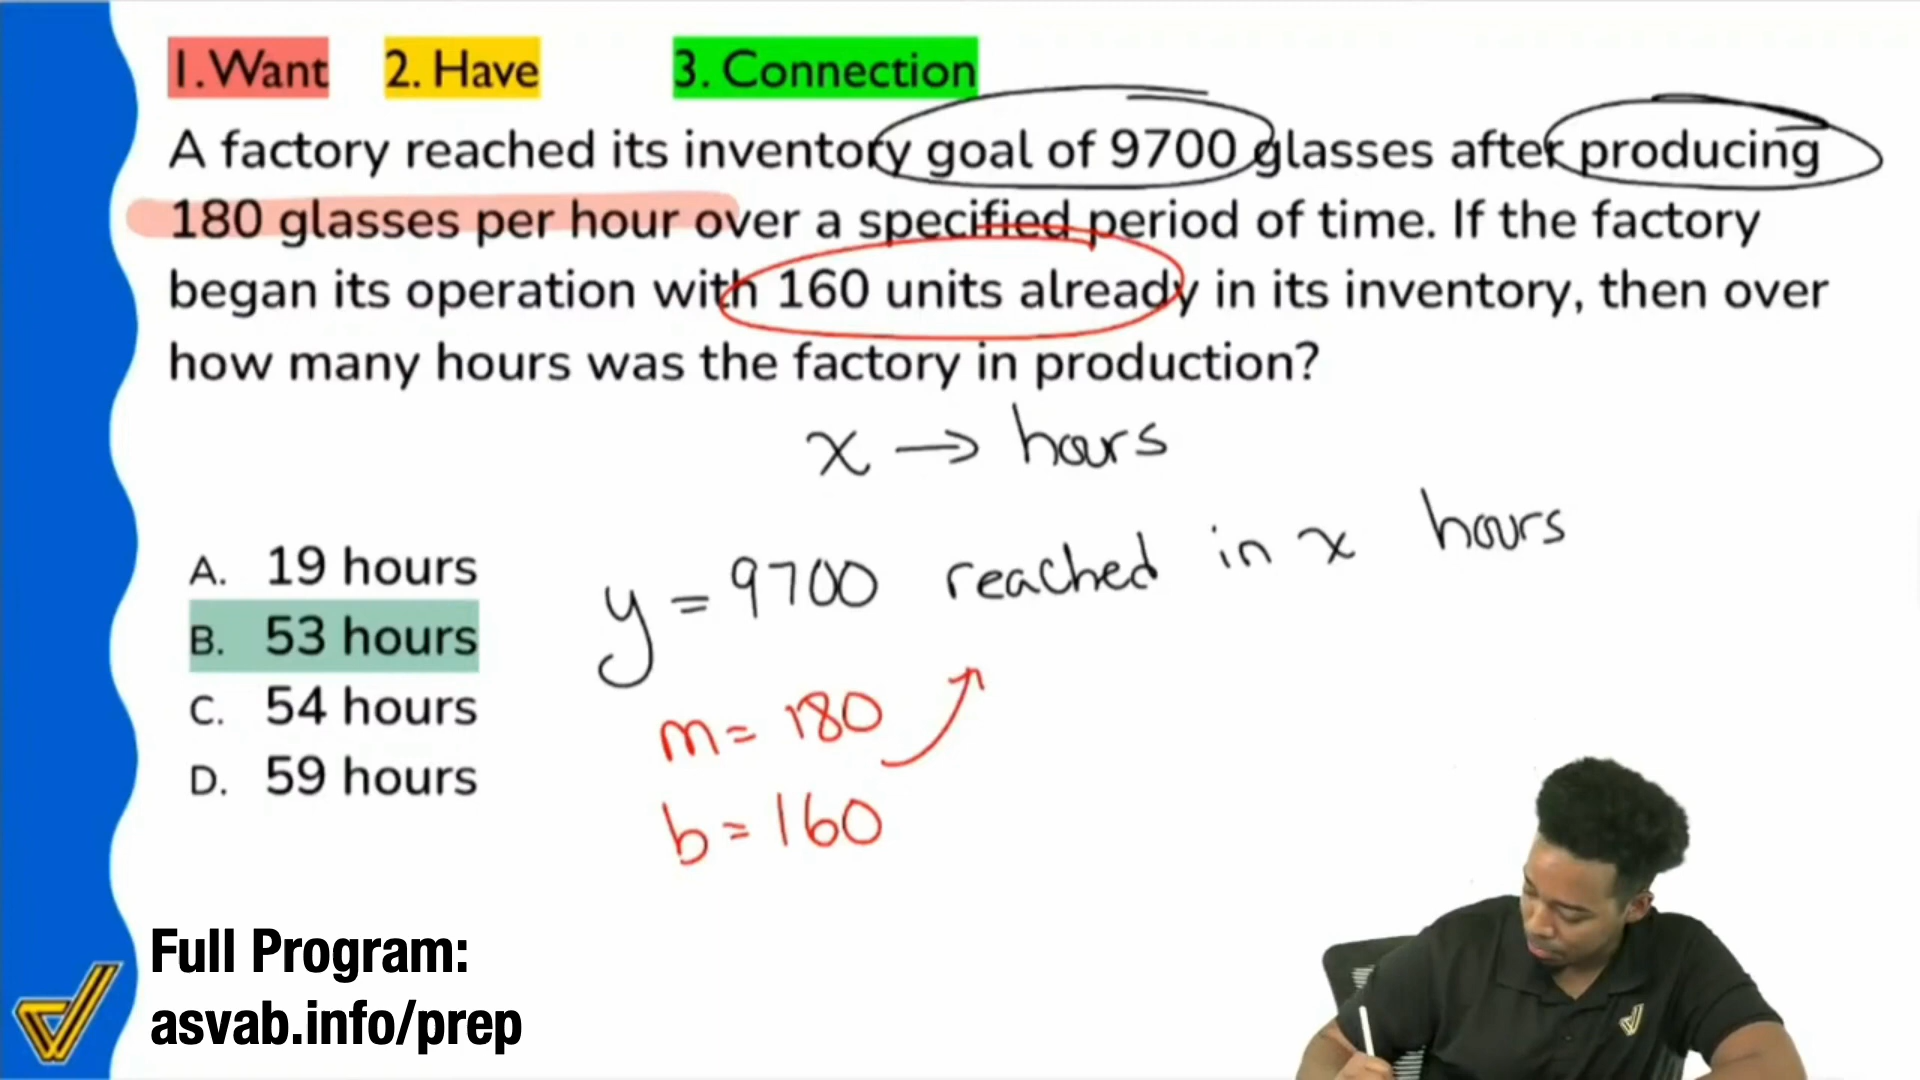 1. Want 2. Have 3. Connection
A factory reached its inventory goal of 9700 glasses after producing
180 glasses per hour over a specified period of time. If the factory
began its operation with 160 units already in its inventory, then over
how many hours was the factory in production?
x → hours
A. 19 hours
B. 53 hours
C. 54 hours
D. 59 hours
y = 9700 reached in x hours
m = 180
b = 160
Full Program:
asvab.info/prep